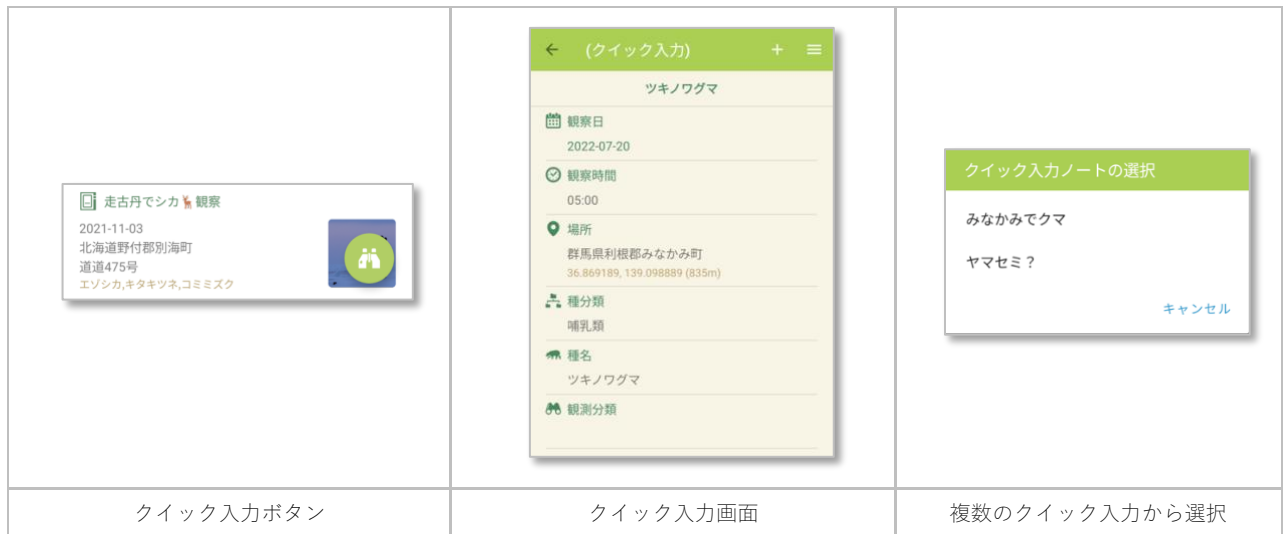 走古丹でシカ🦌観察
2021-11-03
北海道野付郡別海町
道道475号
エゾシカ,キタキツネ,コミミズク
クイック入力ボタン
(クイック入力)
ツキノワグマ
観察日
2022-07-20
観察時間
05:00
場所
群馬県利根郡みなかみ町
36.869189, 139.098889 (835m)
種分類
哺乳類
種名
ツキノワグマ
観測分類
クイック入力画面
クイック入力ノートの選択
みなかみでクマ
ヤマセミ？
キャンセル
複数のクイック入力から選択